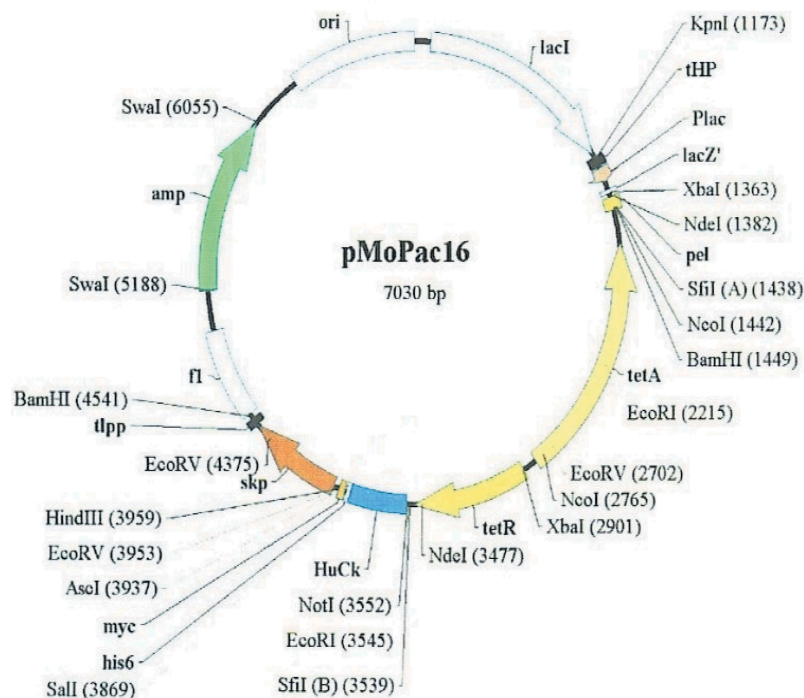 ori
lacI
KpnI (1173)
tHP
Plac
lacZ'
XbaI (1363)
NdeI (1382)
pel
SfiI (A) (1438)
NcoI (1442)
BamHI (1449)
tetA
EcoRI (2215)
EcoRV (2702)
NcoI (2765)
XbaI (2901)
tetR
NdeI (3477)
HuCk
NotI (3552)
EcoRI (3545)
SfiI (B) (3539)
SalI (3869)
his6
myc
AscI (3937)
EcoRV (3953)
HindIII (3959)
skp
EcoRV (4375)
tlpp
BamHI (4541)
f1
SwaI (5188)
amp
SwaI (6055)
pMoPac16
7030 bp